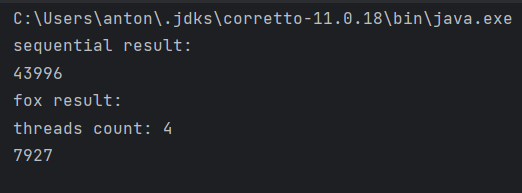 C:\Users\anton\.jdks\corretto-11.0.18\bin\java.exe
sequential result:
43996
fox result:
threads count: 4
7927